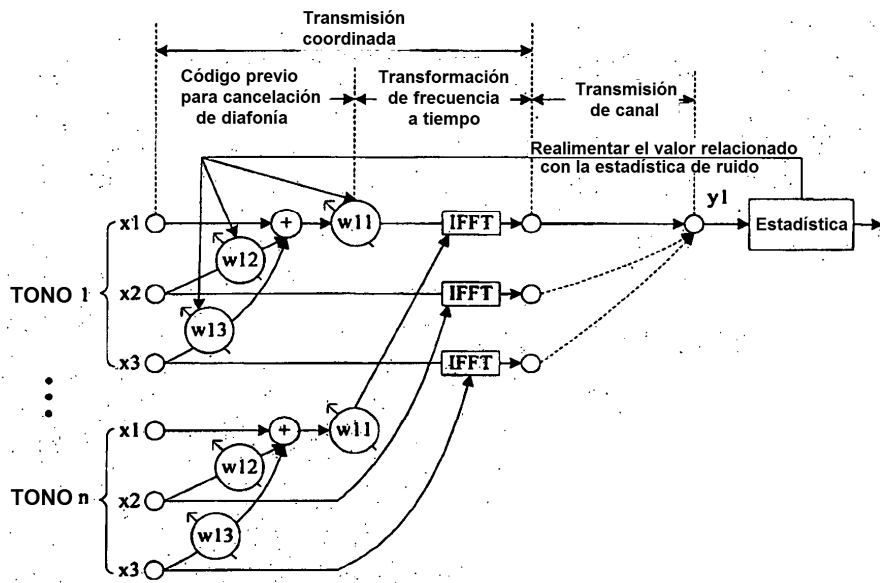 Transmisión
coordinada
Código previo
para cancelación
de diafonía
Transformación
de frecuencia
a tiempo
Transmisión
de canal
Realimentar el valor relacionado
con la estadística de ruido
y1
Estadística
x1
+
w11
IFFT
w12
TONO 1
x2
IFFT
w13
x3
IFFT
x1
+
w11
w12
TONO n
x2
w13
x3